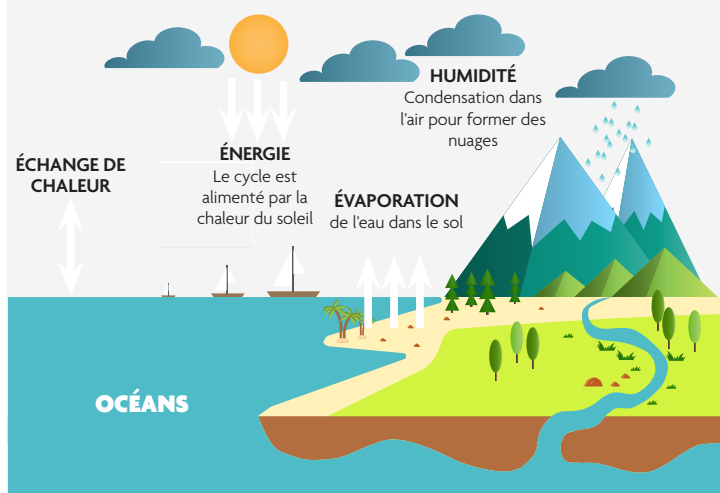 HUMIDITÉ
Condensation dans
l'air pour former des
nuages
ÉCHANGE DE
CHALEUR
ÉNERGIE
Le cycle est
alimenté par la
chaleur du soleil
ÉVAPORATION
de l'eau dans le sol
OCÉANS